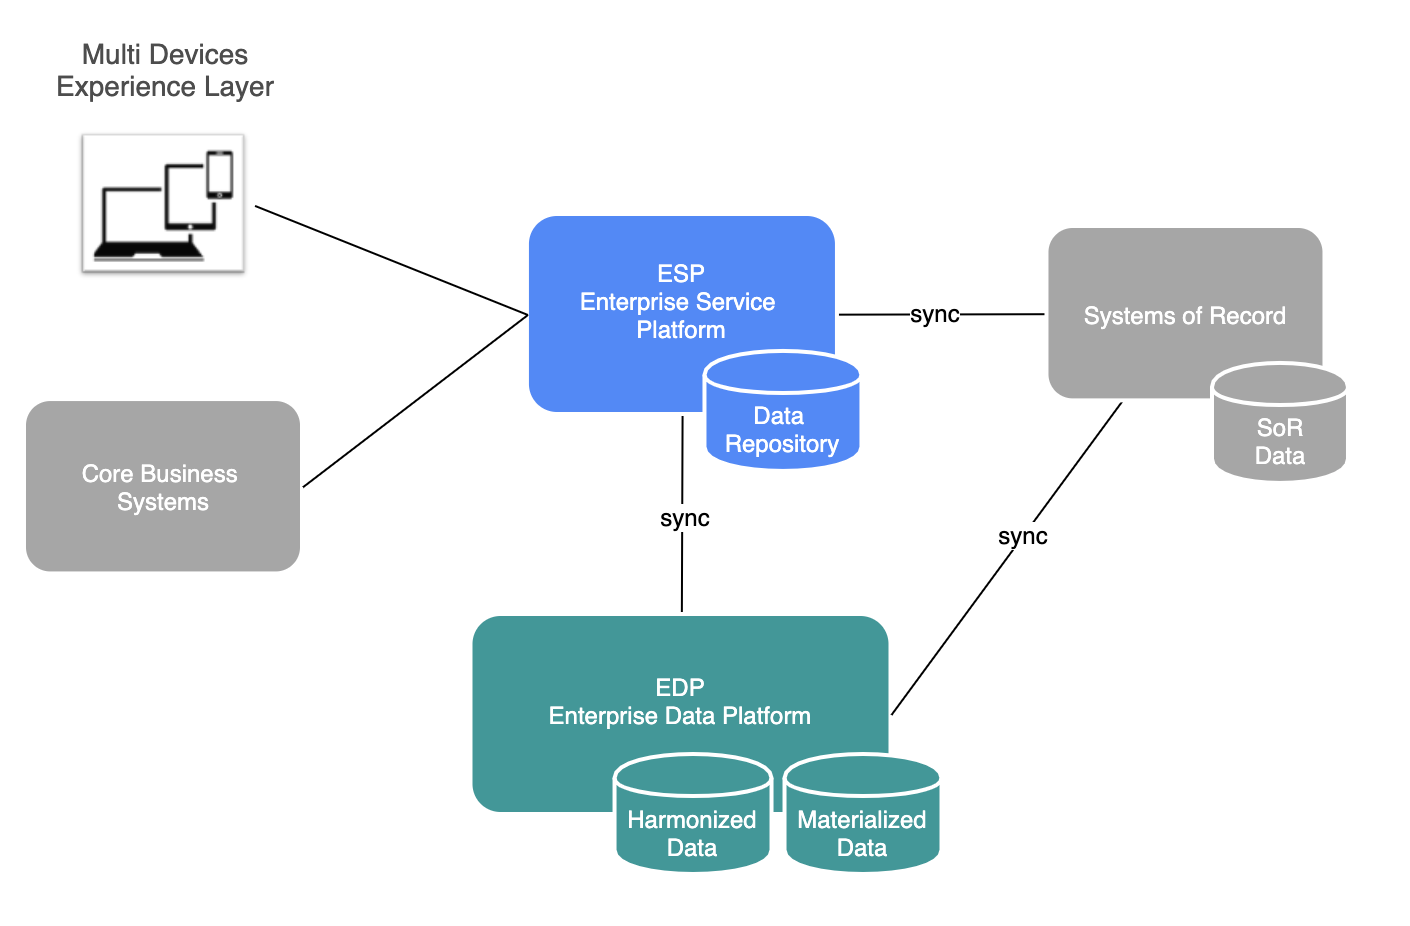 Multi Devices
Experience Layer
ESP
Enterprise Service
Platform
Data
Repository
sync
Systems of Record
SoR
Data
Core Business
Systems
sync
sync
EDP
Enterprise Data Platform
Harmonized
Data
Materialized
Data